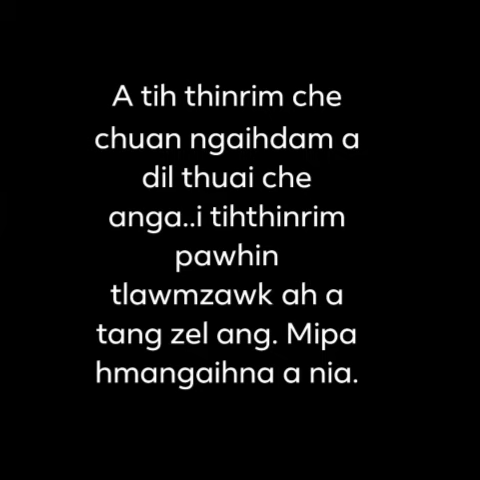 A tih thinrim che
chuan ngaihdam a
dil thuai che
anga..i tihthinrim
pawhin
tlawmzawk ah a
tang zel ang. Mipa
hmangaihna a nia.